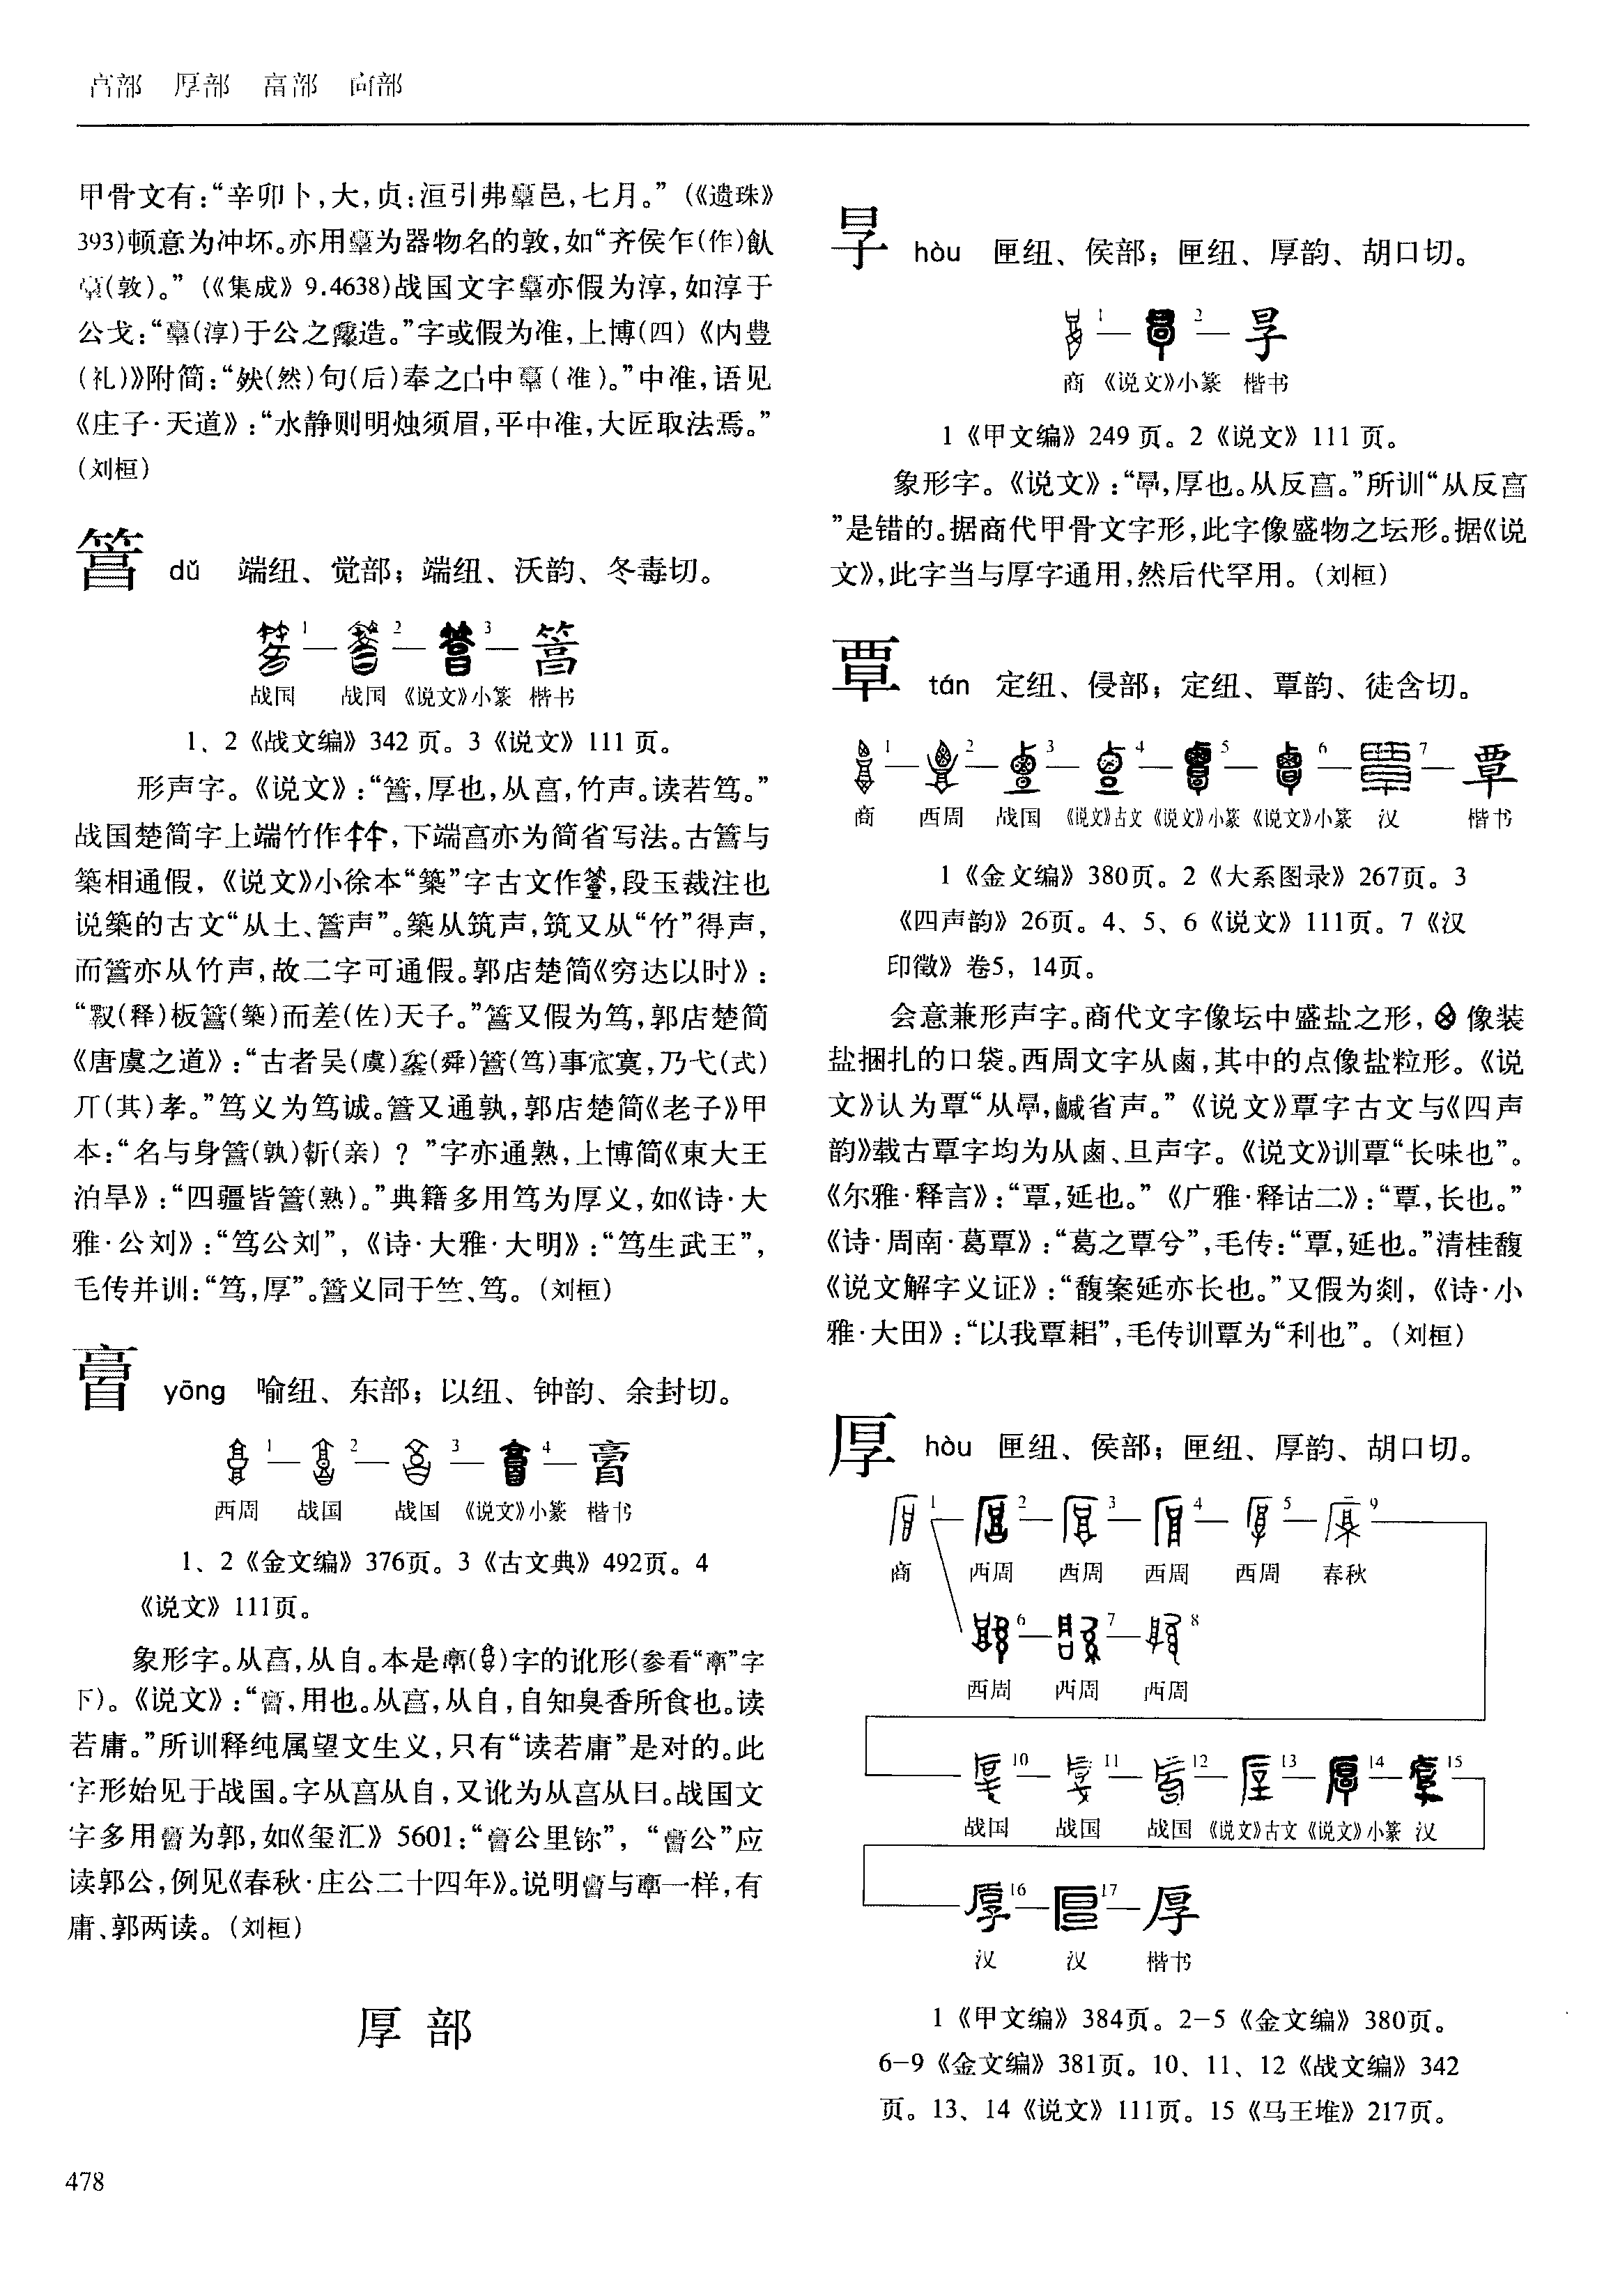 亯部　厚部　畗部　㐭部
甲骨文有：“辛卯卜，大，贞：洹引弗𦎫邑，七月。”（《遗珠》
393）顿意为冲坏。亦用𦎫为器物名的敦，如“齐侯乍（作）飤
（敦）。”（《集成》9.4638）战国文字𦎫亦假为淳，如淳于
公戈：“𦎫（淳）于公之造。”字或假为准，上博（四）《内豊
（礼）》附简：“（然）句（后）奉之中𦎫（准）。”中准，语见
《庄子·天道》：“水静则明烛须眉，平中准，大匠取法焉。”
（刘桓）
䈞 dǔ 端纽、觉部；端纽、沃韵、冬毒切。
1 2 3 䈞
战国 战国 《说文》小篆 楷书
1、2《战文编》342 页。3《说文》111 页。
形声字。《说文》：“䈞，厚也，从亯，竹声。读若笃。”
战国楚简字上端竹作，下端亯亦为简省写法。古䈞与
築相通假，《说文》小徐本“築”字古文作，段玉裁注也
说築的古文“从土、䈞声”。築从筑声，筑又从“竹”得声，
而䈞亦从竹声，故二字可通假。郭店楚简《穷达以时》：
“（释）板䈞（築）而差（佐）天子。”䈞又假为笃，郭店楚简
《唐虞之道》：“古者吴（虞）（舜）䈞（笃）事寞，乃弋（式）
丌（其）孝。”笃义为笃诚。䈞又通孰，郭店楚简《老子》甲
本：“名与身䈞（孰）新（亲）？”字亦通熟，上博简《柬大王
泊旱》：“四疆皆䈞（熟）。”典籍多用笃为厚义，如《诗·大
雅·公刘》：“笃公刘”，《诗·大雅·大明》：“笃生武王”，
毛传并训：“笃，厚”。䈞义同于竺、笃。（刘桓）
𦤘 yōng 喻纽、东部；以纽、钟韵、余封切。
1 2 3 4 𦤘
西周 战国 战国 《说文》小篆 楷书
1、2《金文编》376页。3《古文典》492页。4
《说文》111页。
象形字。从亯，从自。本是𩫏（）字的讹形（参看“𩫏”字
下）。《说文》：“𦤘，用也。从亯，从自，自知臭香所食也。读
若庸。”所训释纯属望文生义，只有“读若庸”是对的。此
字形始见于战国。字从亯从自，又讹为从亯从曰。战国文
字多用𦤘为郭，如《玺汇》5601：“𦤘公里”，“𦤘公”应
读郭公，例见《春秋·庄公二十四年》。说明𦤘与𩫏一样，有
庸、郭两读。（刘桓）
厚 部
㫗 hòu 匣纽、侯部；匣纽、厚韵、胡口切。
1 2 㫗
商 《说文》小篆 楷书
1《甲文编》249 页。2《说文》111 页。
象形字。《说文》：“㫗，厚也。从反亯。”所训“从反亯
”是错的。据商代甲骨文字形，此字像盛物之坛形。据《说
文》，此字当与厚字通用，然后代罕用。（刘桓）
覃 tán 定纽、侵部；定纽、覃韵、徒含切。
1 2 3 4 5 6 7 覃
商 西周 战国 《说文》古文 《说文》小篆 《说文》小篆 汉 楷书
1《金文编》380页。2《大系图录》267页。3
《四声韵》26页。4、5、6《说文》111页。7《汉
印徵》卷5，14页。
会意兼形声字。商代文字像坛中盛盐之形，像装
盐捆扎的口袋。西周文字从卤，其中的点像盐粒形。《说
文》认为覃“从㫗，鹹省声。”《说文》覃字古文与《四声
韵》载古覃字均为从卤、旦声字。《说文》训覃“长味也”。
《尔雅·释言》：“覃，延也。”《广雅·释诂二》：“覃，长也。”
《诗·周南·葛覃》：“葛之覃兮”，毛传：“覃，延也。”清桂馥
《说文解字义证》：“馥案延亦长也。”又假为剡，《诗·小
雅·大田》：“以我覃耜”，毛传训覃为“利也”。（刘桓）
厚 hòu 匣纽、侯部；匣纽、厚韵、胡口切。
1 2 3 4 5 9
商 西周 西周 西周 西周 春秋
6 7 8
西周 西周 西周
10 11 12 13 14 15
战国 战国 战国 《说文》古文 《说文》小篆 汉
16 17 厚
汉 汉 楷书
1《甲文编》384页。2-5《金文编》380页。
6-9《金文编》381页。10、11、12《战文编》342
页。13、14《说文》111页。15《马王堆》217页。
478